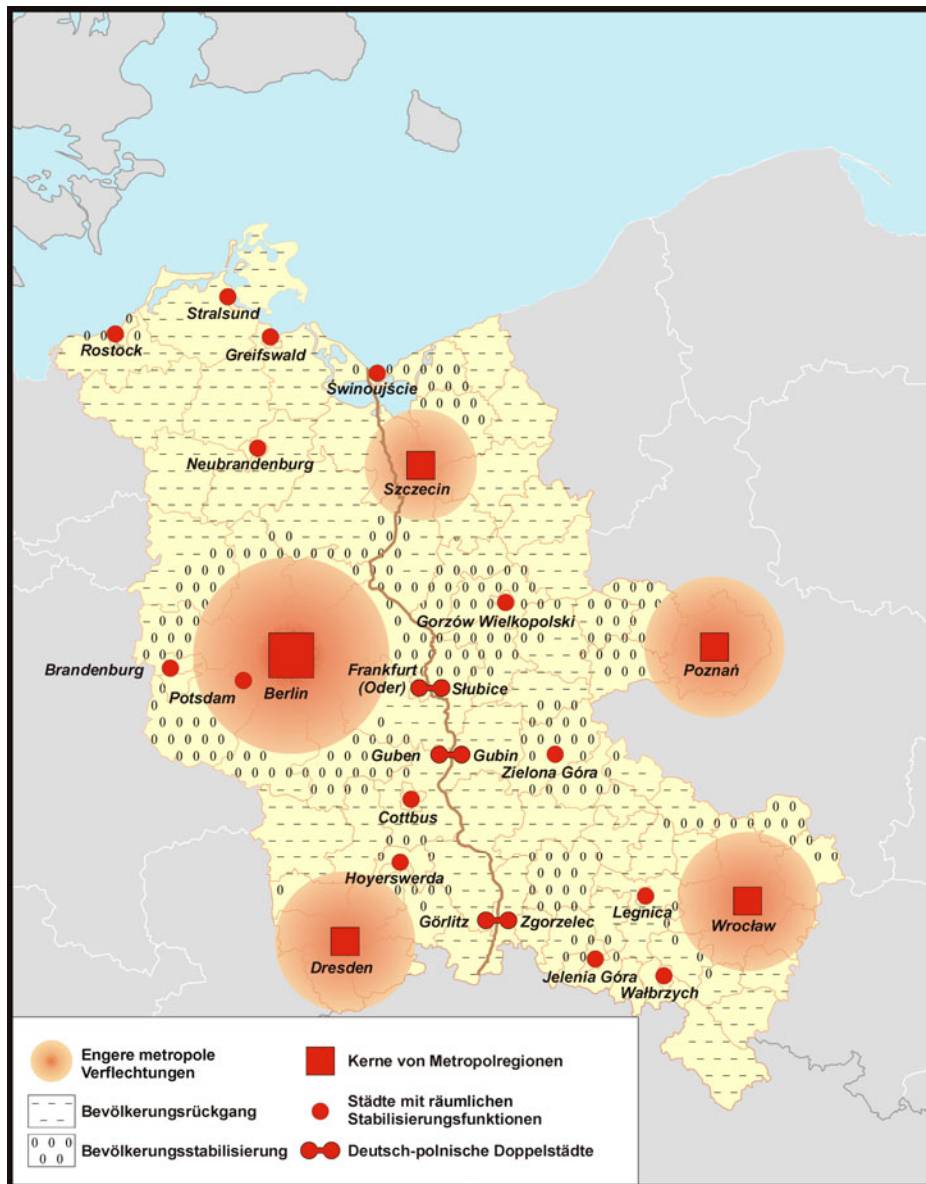 Stralsund
Rostock
Greifswald
Świnoujście
Neubrandenburg
Szczecin
Gorzów Wielkopolski
Brandenburg
Potsdam
Berlin
Frankfurt
(Oder)
Słubice
Poznań
Guben
Gubin
Zielona Góra
Cottbus
Hoyerswerda
Görlitz
Zgorzelec
Legnica
Wrocław
Dresden
Jelenia Góra
Wałbrzych
Engere metropole
Verflechtungen
Bevölkerungsrückgang
Bevölkerungsstabilisierung
Kerne von Metropolregionen
Städte mit räumlichen
Stabilisierungsfunktionen
Deutsch-polnische Doppelstädte